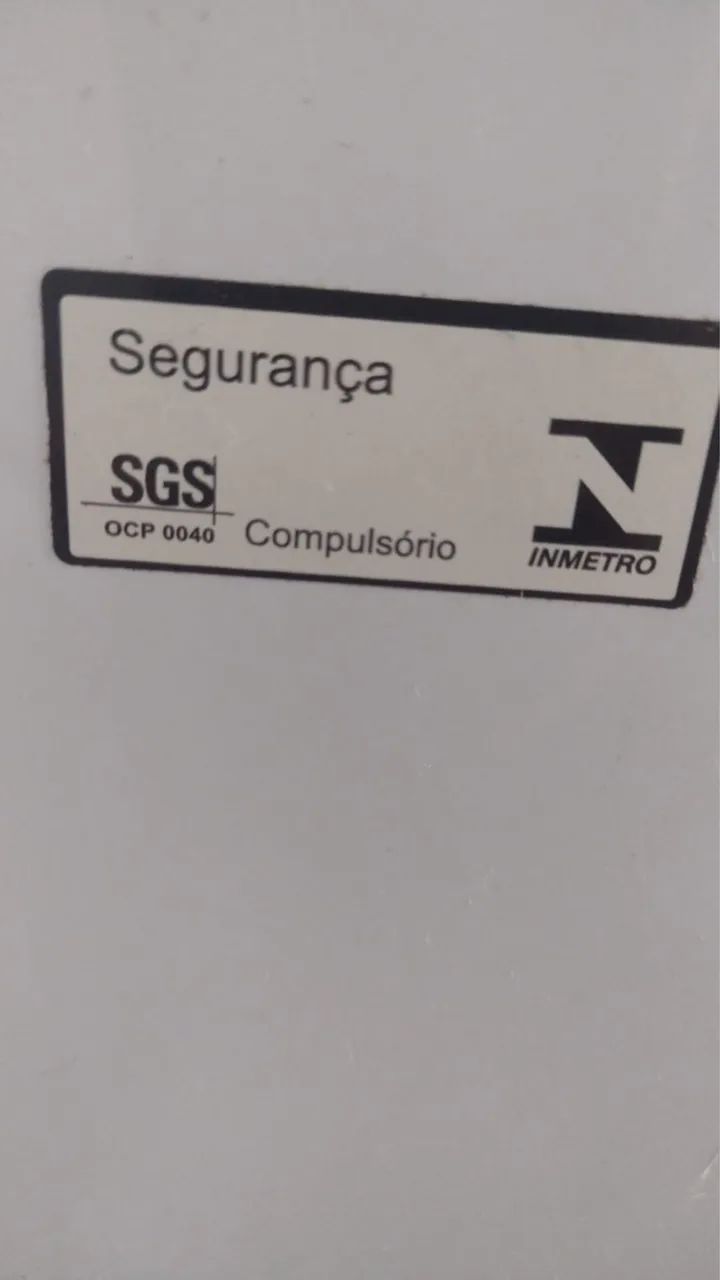 Segurança
SGS
OCP 0040
Compulsório
INMETRO